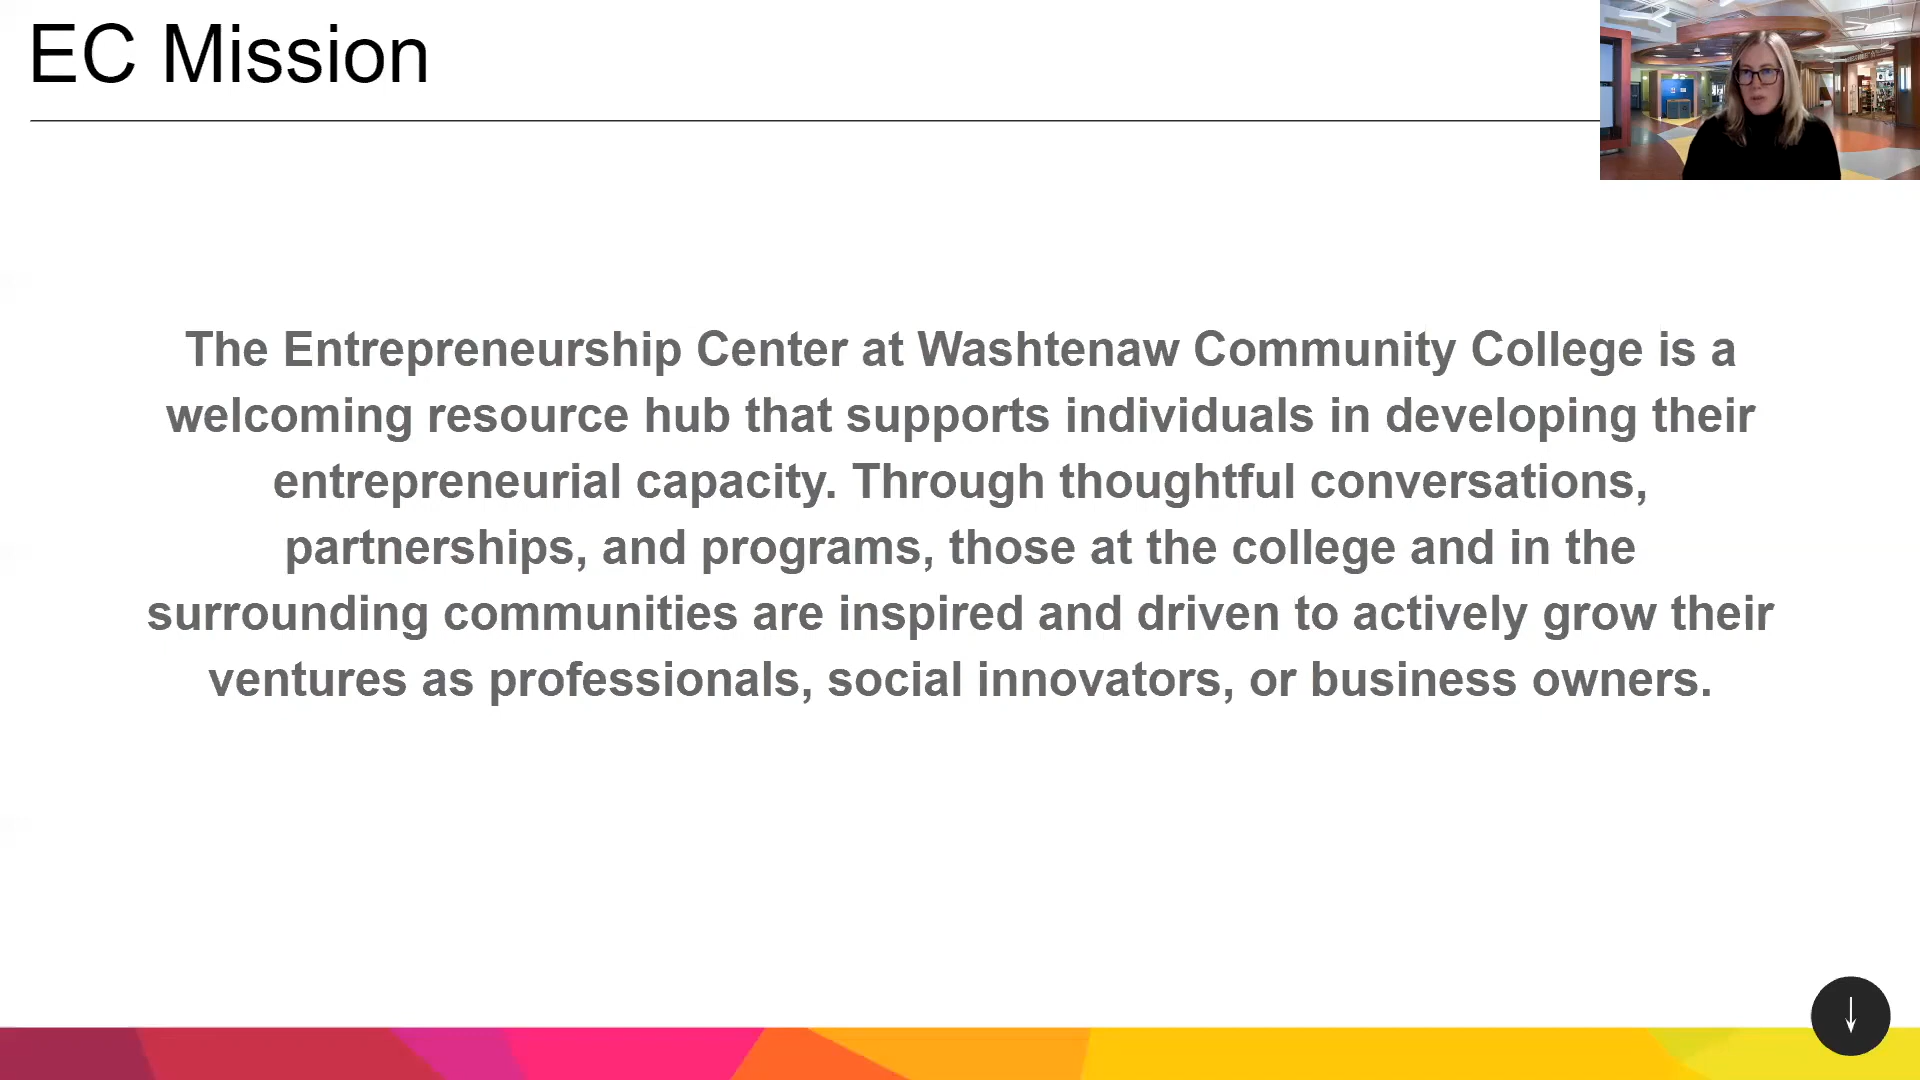 EC Mission
The Entrepreneurship Center at Washtenaw Community College is a
welcoming resource hub that supports individuals in developing their
entrepreneurial capacity. Through thoughtful conversations,
partnerships, and programs, those at the college and in the
surrounding communities are inspired and driven to actively grow their
ventures as professionals, social innovators, or business owners.